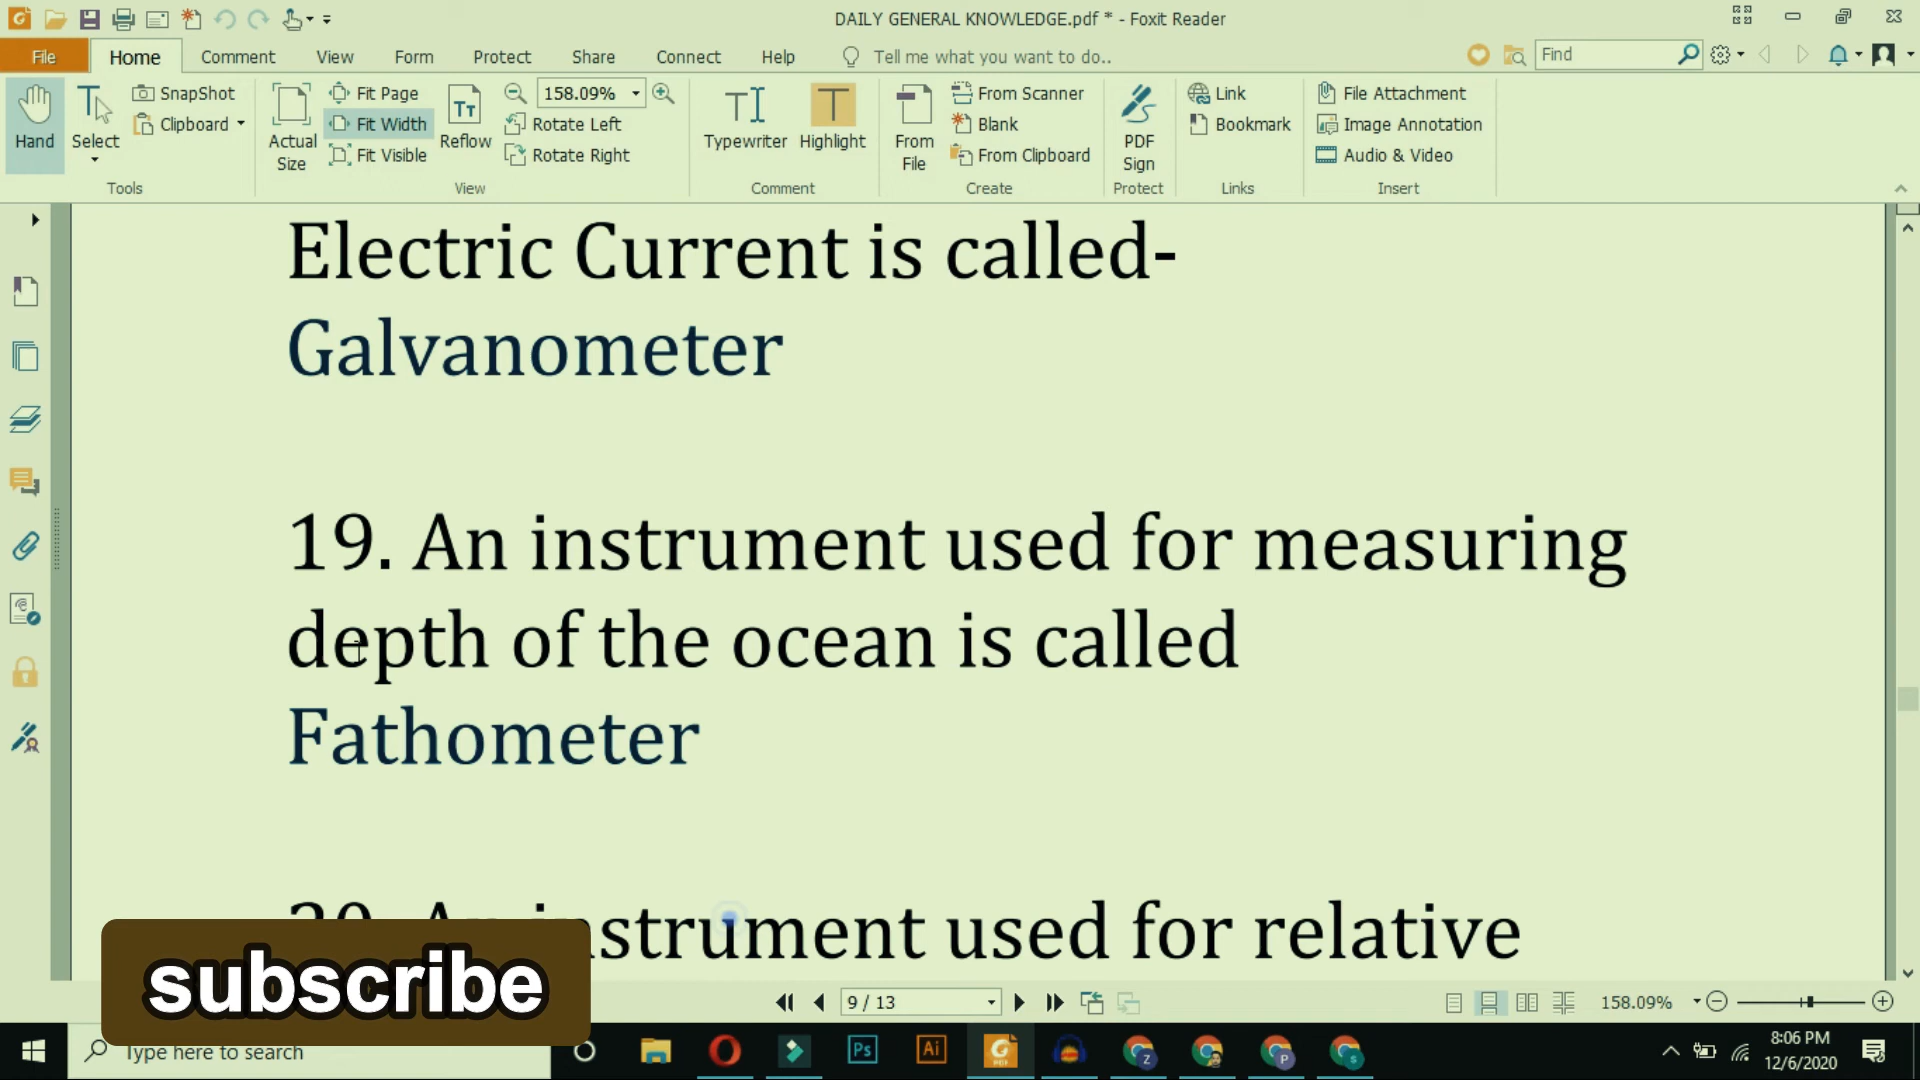 DAILY GENERAL KNOWLEDGE.pdf * - Foxit Reader
File Home Comment View Form Protect Share Connect Help Tell me what you want to do.. Find
Hand
Select
SnapShot
Clipboard
Tools
Actual Size
Fit Page
Fit Width
Fit Visible
Reflow
158.09%
Rotate Left
Rotate Right
View
Typewriter
Highlight
Comment
From File
From Scanner
Blank
From Clipboard
Create
PDF Sign
Protect
Link
Bookmark
Links
File Attachment
Image Annotation
Audio & Video
Insert
Electric Current is called-
Galvanometer
19. An instrument used for measuring
depth of the ocean is called
Fathometer
20. An instrument used for relative
subscribe
9 / 13
158.09%
Type here to search
Ps
Ai
8:06 PM
12/6/2020